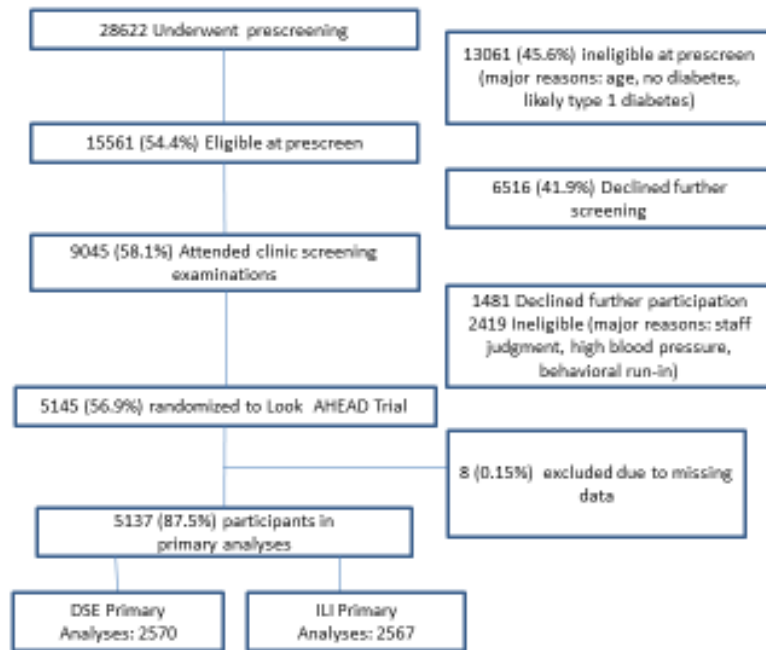 28622 Underwent prescreening
13061 (45.6%) ineligible at prescreen
(major reasons: age, no diabetes,
likely type 1 diabetes)
15561 (54.4%) Eligible at prescreen
6516 (41.9%) Declined further
screening
9045 (58.1%) Attended clinic screening
examinations
1481 Declined further participation
2419 Ineligible (major reasons: staff
judgment, high blood pressure,
behavioral run-in)
5145 (56.9%) randomized to Look AHEAD Trial
8 (0.15%) excluded due to missing
data
5137 (87.5%) participants in
primary analyses
DSE Primary
Analyses: 2570
ILI Primary
Analyses: 2567